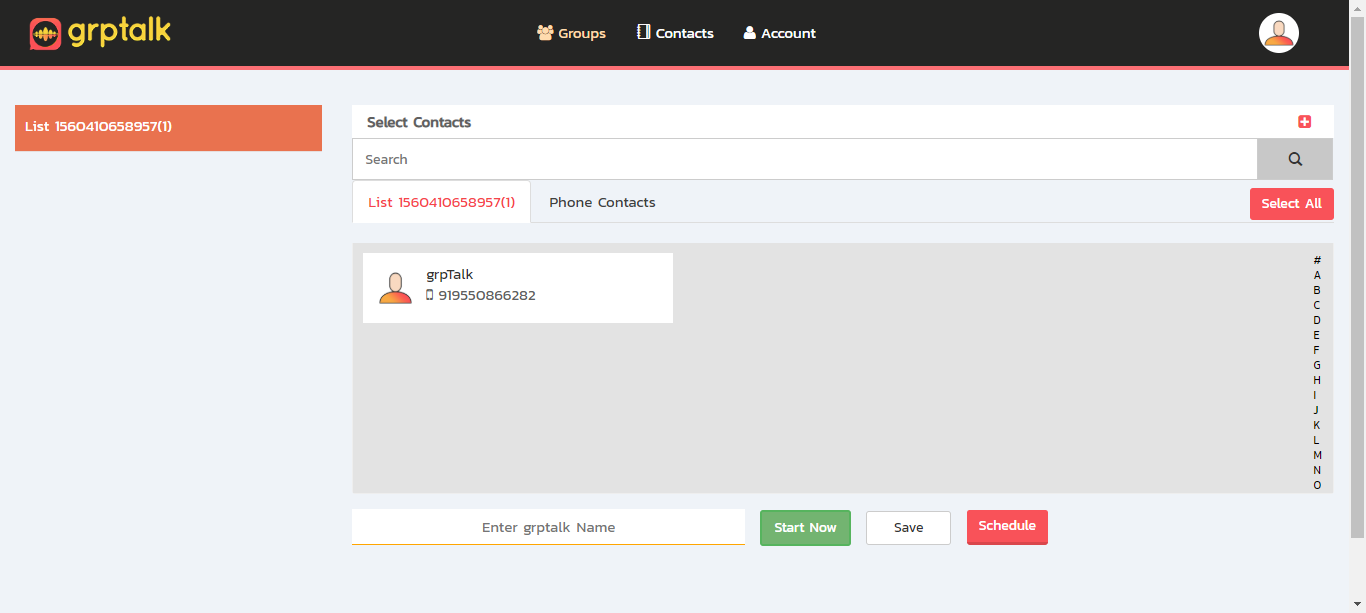 grptalk
Groups Contacts Account
List 1560410658957(1)
Select Contacts
Search
List 1560410658957(1) Phone Contacts Select All
grpTalk
919550866282
#
A
B
C
D
E
F
G
H
I
J
K
L
M
N
O
Enter grptalk Name Start Now Save Schedule